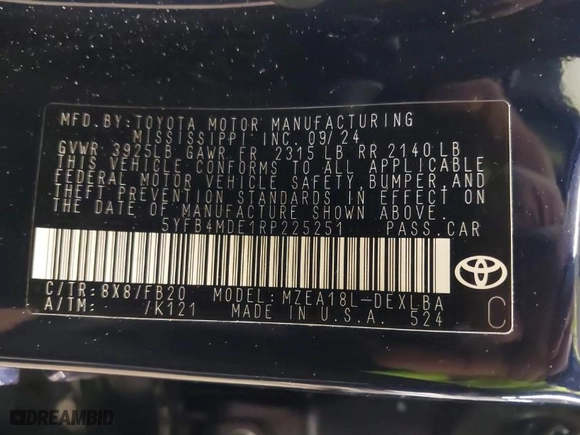 MFD. BY: TOYOTA MOTOR MANUFACTURING
MISSISSIPPI, INC. 09/24
GVWR 3925LB GAWR FR 2315 LB RR 2140 LB
THIS VEHICLE CONFORMS TO ALL APPLICABLE
FEDERAL MOTOR VEHICLE SAFETY, BUMPER, AND
THEFT PREVENTION STANDARDS IN EFFECT ON
THE DATE OF MANUFACTURE SHOWN ABOVE.
5YFB4MDE1RP225251 PASS.CAR
C/TR: 8X8/FB20 MODEL: MZEA18L-DEXLBA
A/TM: /K121 MADE IN U.S.A. 524
C
DREAMBID